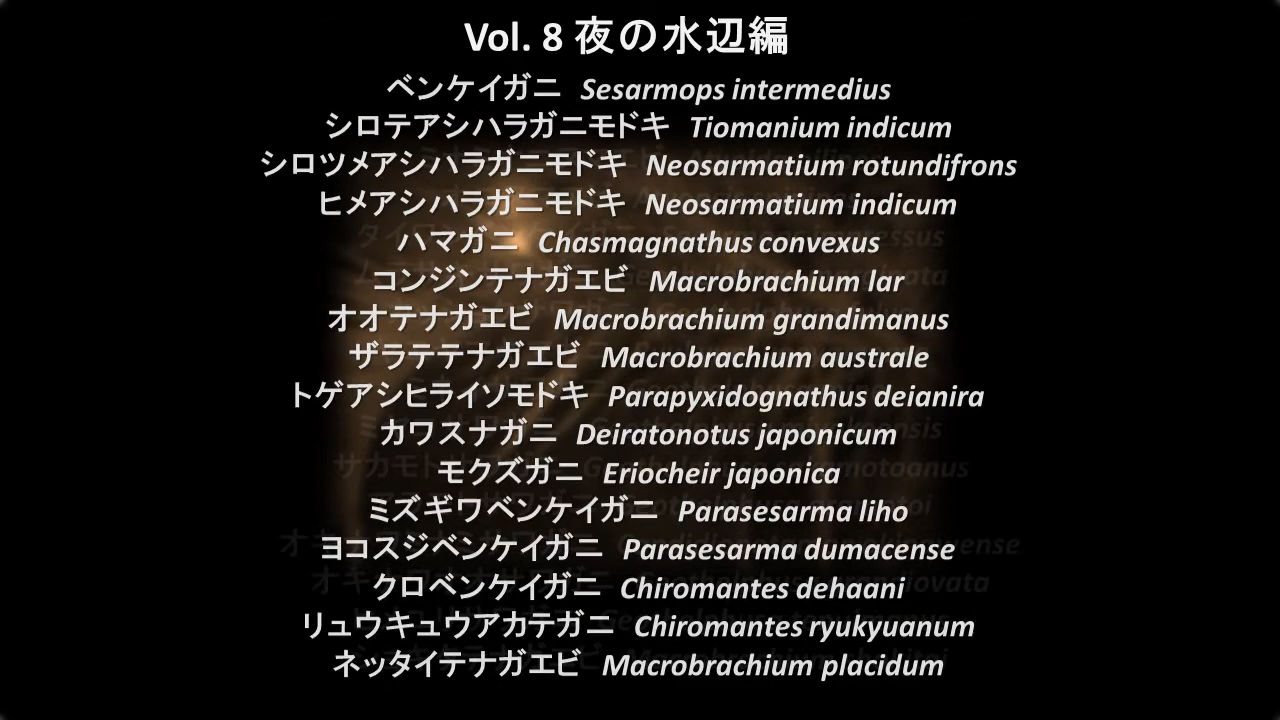 Vol. 8 夜の水辺編
ベンケイガニ Sesarmops intermedius
シロテアシハラガニモドキ Tiomanium indicum
シロツメアシハラガニモドキ Neosarmatium rotundifrons
ヒメアシハラガニモドキ Neosarmatium indicum
ハマガニ Chasmagnathus convexus
コンジンテナガエビ Macrobrachium lar
オオテナガエビ Macrobrachium grandimanus
ザラテテナガエビ Macrobrachium australe
トゲアシヒライソモドキ Parapyxidognathus deianira
カワスナガニ Deiratonotus japonicum
モクズガニ Eriocheir japonica
ミズギワベンケイガニ Parasesarma liho
ヨコスジベンケイガニ Parasesarma dumacense
クロベンケイガニ Chiromantes dehaani
リュウキュウアカテガニ Chiromantes ryukyuanum
ネッタイテナガエビ Macrobrachium placidum